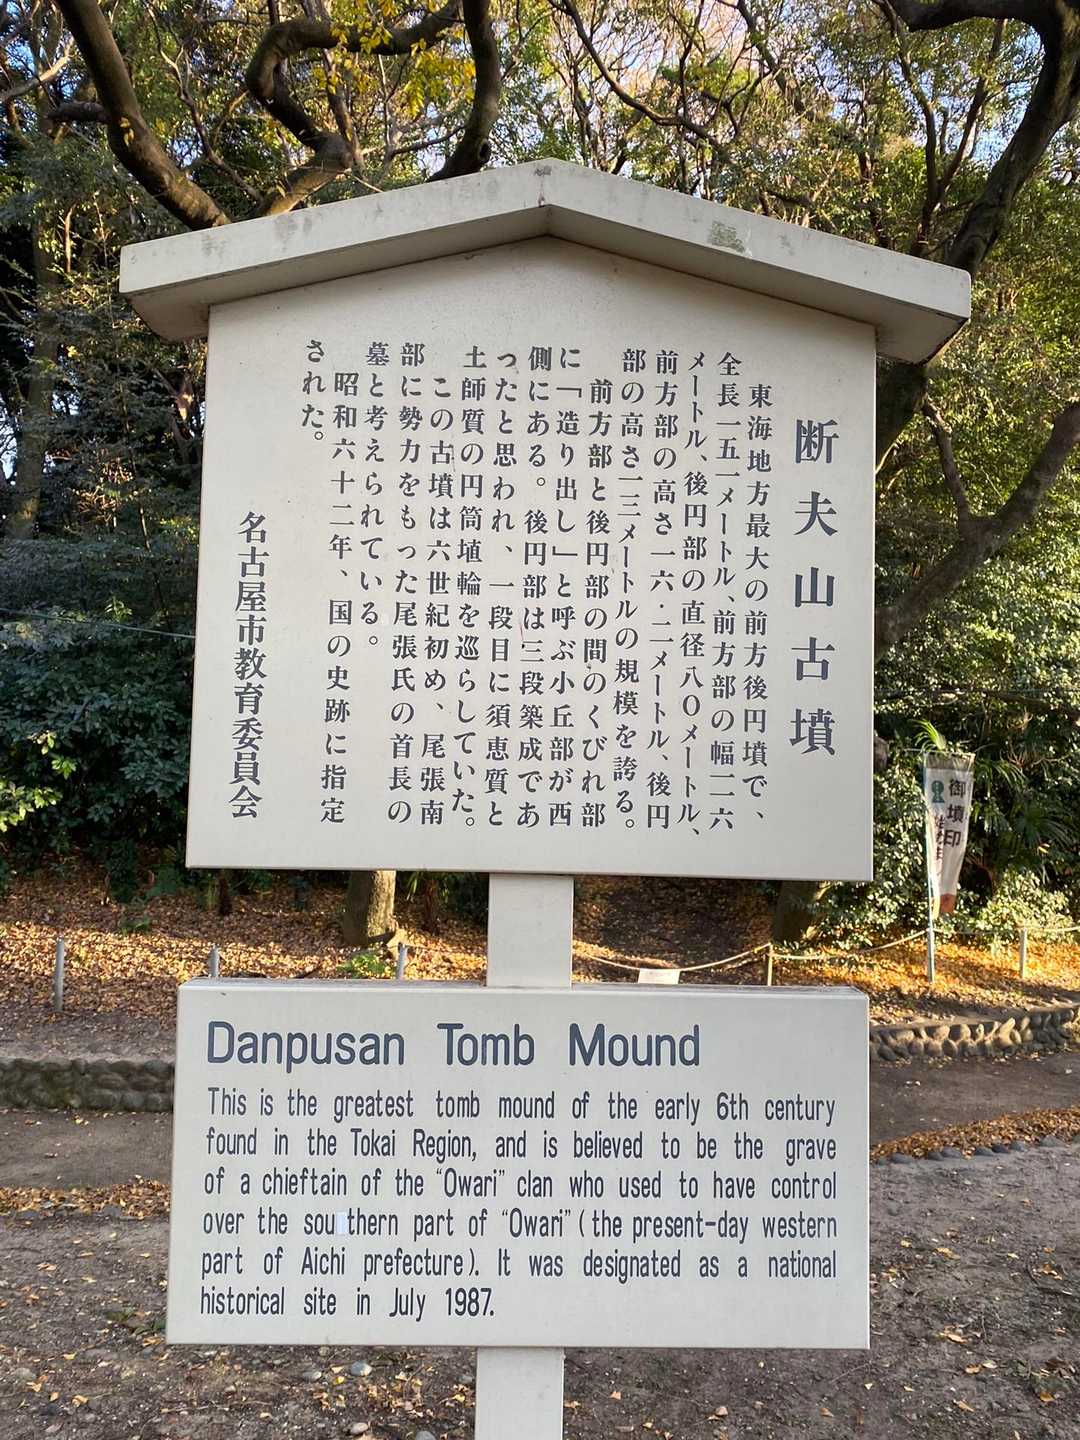 断夫山古墳
東海地方最大の前方後円墳で、
全長一五一メートル、前方部の幅一一六
メートル、後円部の直径八〇メートル、
前方部の高さ一六・二メートル、後円
部の高さ一三メートルの規模を誇る。
前方部と後円部の間のくびれ部
に「造り出し」と呼ぶ小丘部が西
側にある。後円部は三段築成であ
ったと思われ、一段目に須恵質と
土師質の円筒埴輪を巡らしていた。
この古墳は六世紀初め、尾張南
部に勢力をもった尾張氏の首長の
墓と考えられている。
昭和六十二年、国の史跡に指定
された。
名古屋市教育委員会
御墳印
Danpusan Tomb Mound
This is the greatest tomb mound of the early 6th century
found in the Tokai Region, and is believed to be the grave
of a chieftain of the “Owari” clan who used to have control
over the southern part of “Owari” (the present-day western
part of Aichi prefecture). It was designated as a national
historical site in July 1987.